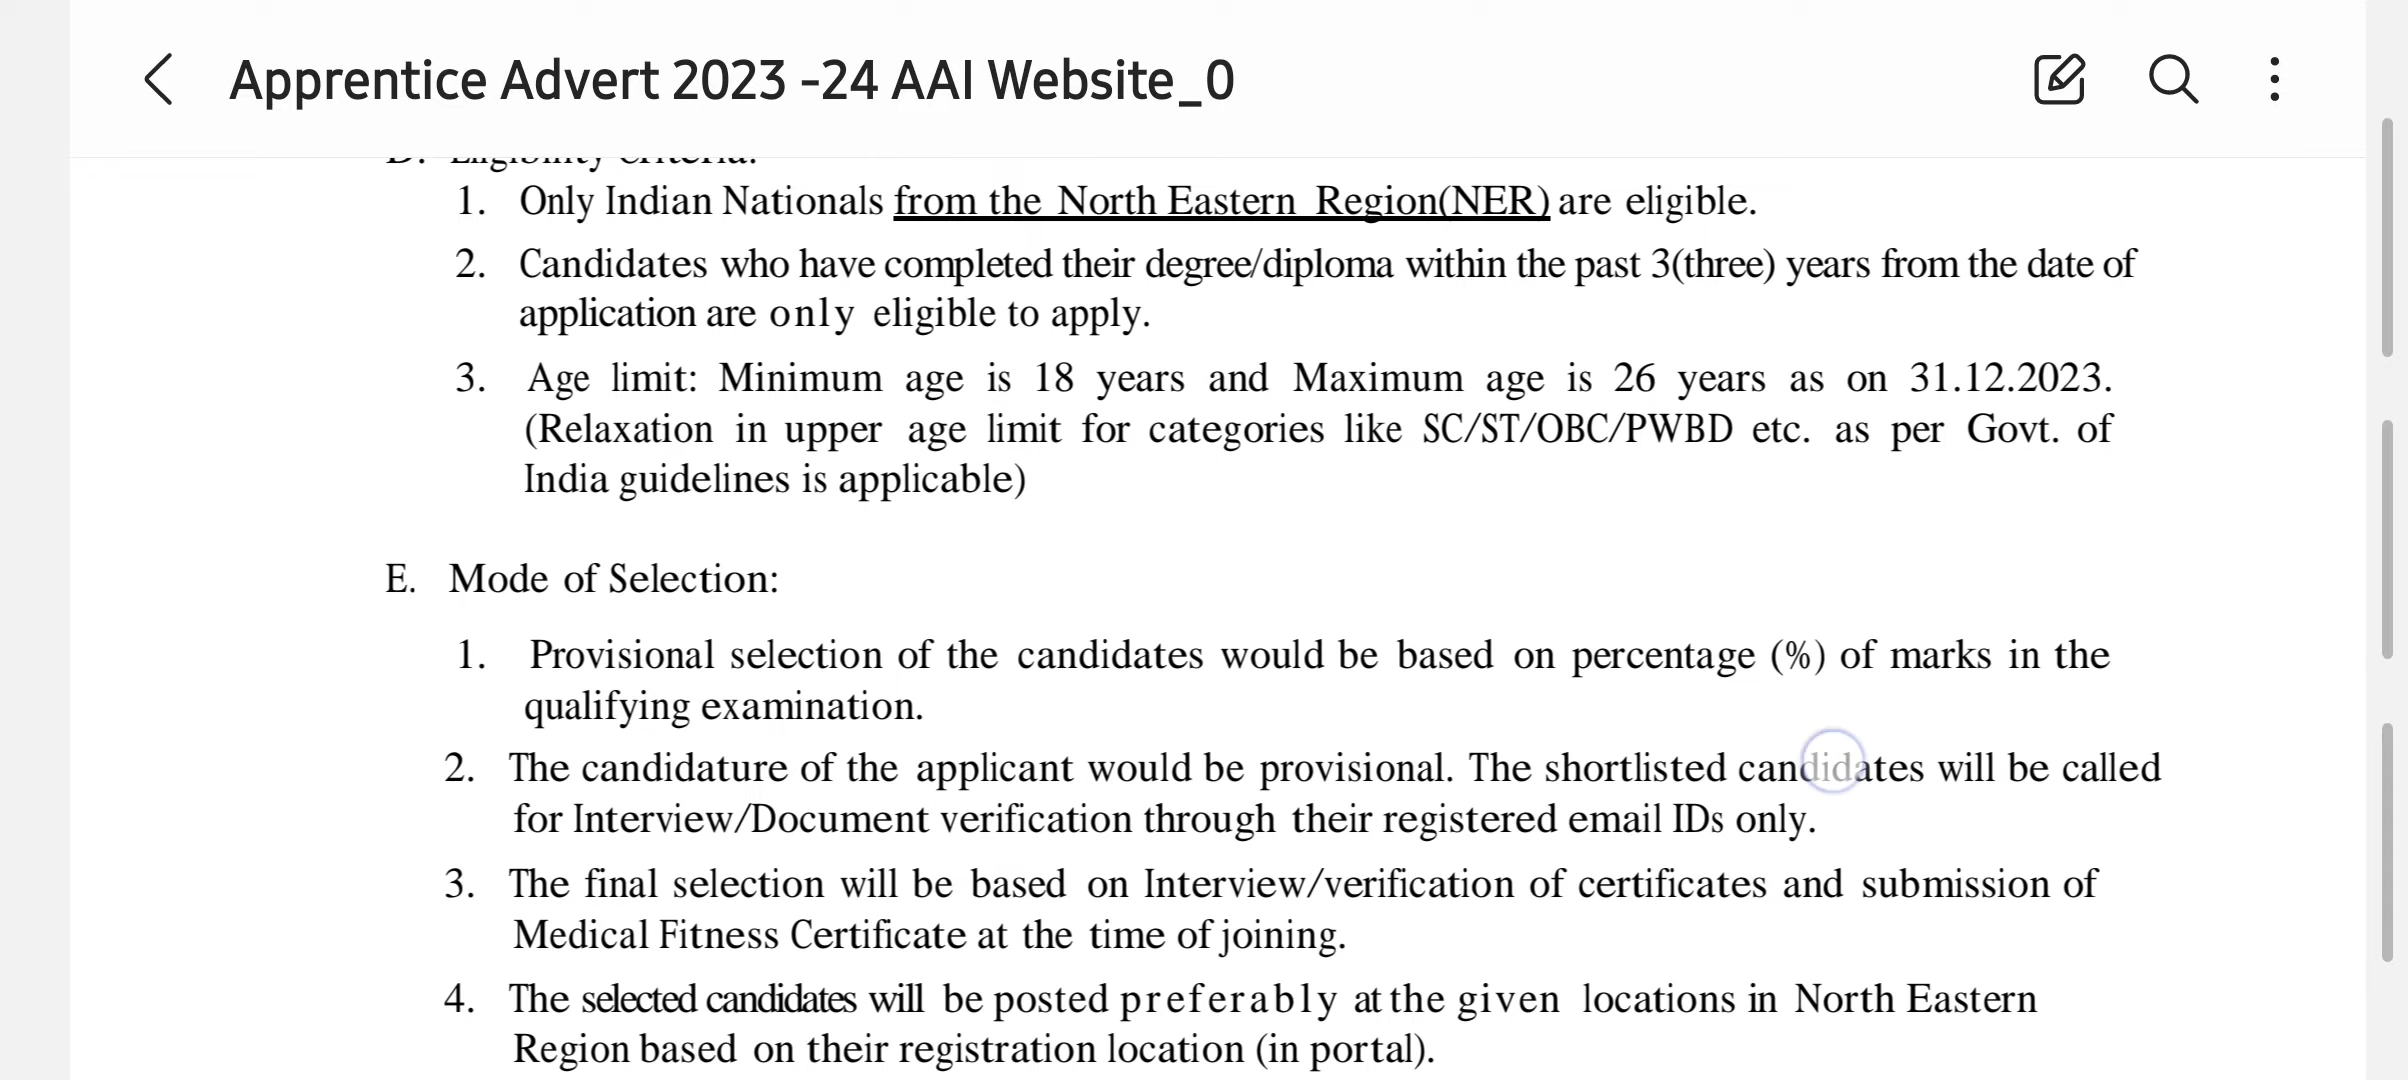 Apprentice Advert 2023 -24 AAI Website_0
D. Eligibility Criteria:
1. Only Indian Nationals from the North Eastern Region(NER) are eligible.
2. Candidates who have completed their degree/diploma within the past 3(three) years from the date of
application are only eligible to apply.
3. Age limit: Minimum age is 18 years and Maximum age is 26 years as on 31.12.2023.
(Relaxation in upper age limit for categories like SC/ST/OBC/PWBD etc. as per Govt. of
India guidelines is applicable)
E. Mode of Selection:
1. Provisional selection of the candidates would be based on percentage (%) of marks in the
qualifying examination.
2. The candidature of the applicant would be provisional. The shortlisted candidates will be called
for Interview/Document verification through their registered email IDs only.
3. The final selection will be based on Interview/verification of certificates and submission of
Medical Fitness Certificate at the time of joining.
4. The selected candidates will be posted preferably at the given locations in North Eastern
Region based on their registration location (in portal).